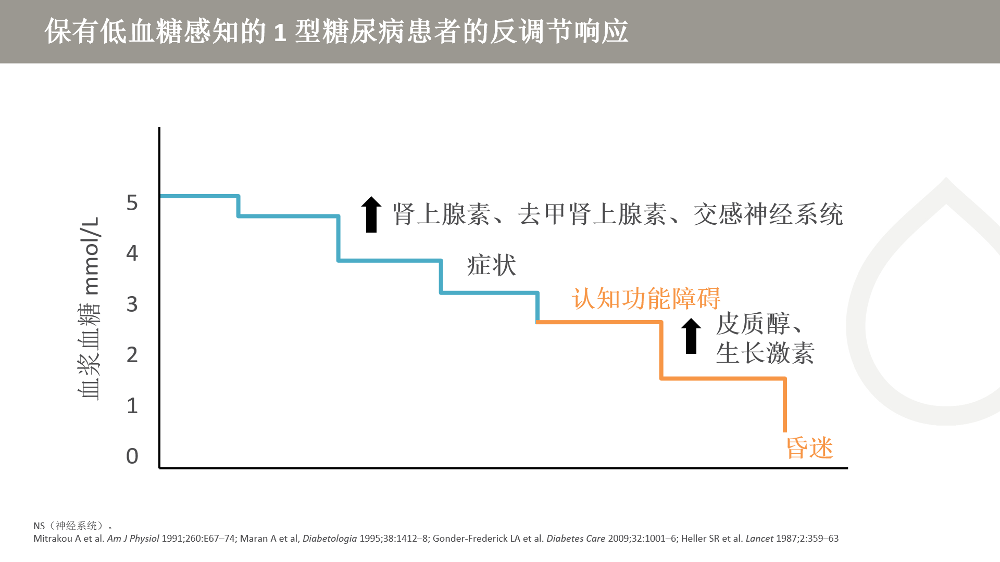 保有低血糖感知的 1 型糖尿病患者的反调节响应
血浆血糖 mmol/L
5
4
3
2
1
0
肾上腺素、去甲肾上腺素、交感神经系统
症状
认知功能障碍
皮质醇、
生长激素
昏迷
NS（神经系统）。
Mitrakou A et al. Am J Physiol 1991;260:E67–74; Maran A et al, Diabetologia 1995;38:1412–8; Gonder-Frederick LA et al. Diabetes Care 2009;32:1001–6; Heller SR et al. Lancet 1987;2:359–63